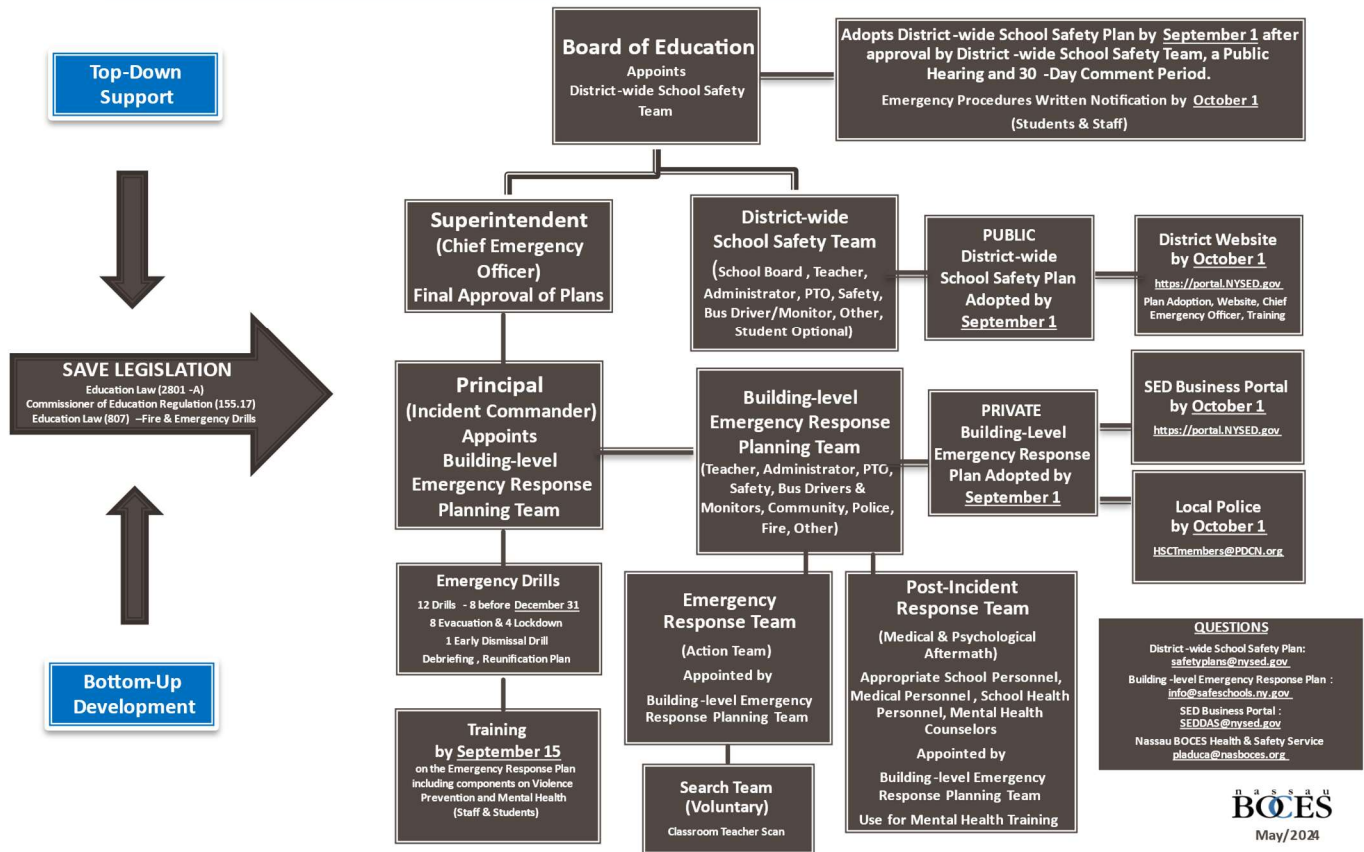 Top-Down
Support
Board of Education
Appoints
District-wide School Safety
Team
Adopts District -wide School Safety Plan by September 1 after
approval by District -wide School Safety Team, a Public
Hearing and 30 -Day Comment Period.
Emergency Procedures Written Notification by October 1
(Students & Staff)
Superintendent
(Chief Emergency
Officer)
Final Approval of Plans
District-wide
School Safety Team
(School Board , Teacher,
Administrator, PTO, Safety,
Bus Driver/Monitor, Other,
Student Optional)
PUBLIC
District-wide
School Safety Plan
Adopted by
September 1
District Website
by October 1
https://portal.NYSED.gov
Plan Adoption, Website, Chief
Emergency Officer, Training
SAVE LEGISLATION
Education Law (2801 -A)
Commissioner of Education Regulation (155.17)
Education Law (807) –Fire & Emergency Drills
Principal
(Incident Commander)
Appoints
Building-level
Emergency Response
Planning Team
Building-level
Emergency Response
Planning Team
(Teacher, Administrator, PTO,
Safety, Bus Drivers &
Monitors, Community, Police,
Fire, Other)
PRIVATE
Building-Level
Emergency Response
Plan Adopted by
September 1
SED Business Portal
by October 1
https://portal.NYSED.gov
Local Police
by October 1
HSCTmembers@PDCN.org
Emergency Drills
12 Drills - 8 before December 31
8 Evacuation & 4 Lockdown
1 Early Dismissal Drill
Debriefing , Reunification Plan
Emergency
Response Team
(Action Team)
Appointed by
Building -level Emergency
Response Planning Team
Post-Incident
Response Team
(Medical & Psychological
Aftermath)
Appropriate School Personnel,
Medical Personnel , School Health
Personnel, Mental Health
Counselors
Appointed by
Building -level Emergency
Response Planning Team
Use for Mental Health Training
QUESTIONS
District -wide School Safety Plan:
safetyplans@nysed.gov
Building -level Emergency Response Plan :
info@safeschools.ny.gov
SED Business Portal :
SEDDAS@nysed.gov
Nassau BOCES Health & Safety Service
pladuca@nasboces.org
Bottom-Up
Development
Training
by September 15
on the Emergency Response Plan
including components on Violence
Prevention and Mental Health
(Staff & Students)
Search Team
(Voluntary)
Classroom Teacher Scan
nassau
BOCES
May/2024